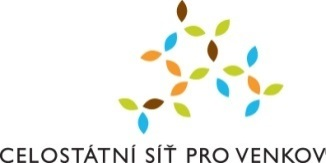 CELOSTÁTNÍ SÍŤ PRO VENKOV